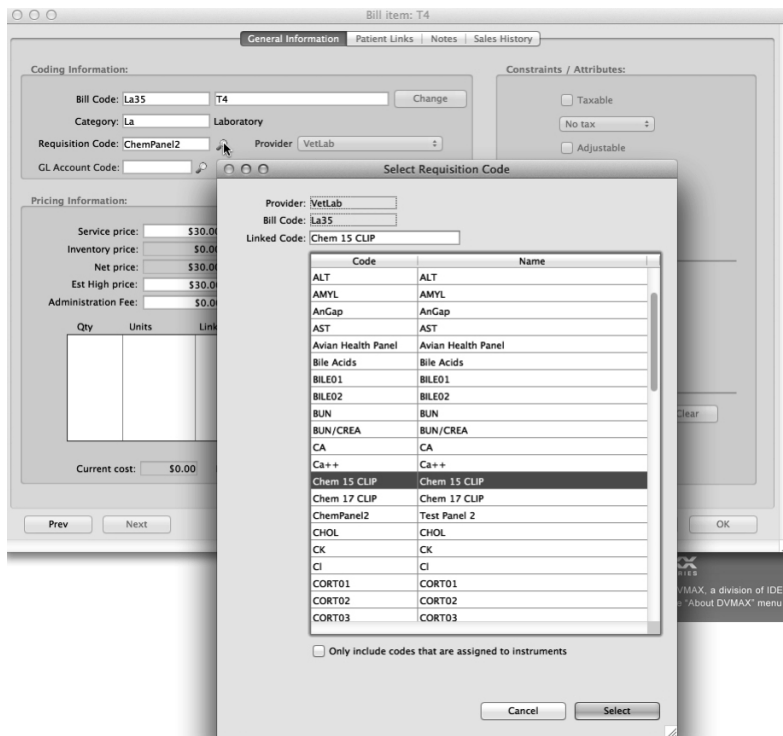 Bill item: T4
General Information Patient Links Notes Sales History
Coding Information:
Constraints / Attributes:
Bill Code: La35 T4 Change
Taxable
Category: La Laboratory
No tax
Requisition Code: ChemPanel2 Provider VetLab
Adjustable
GL Account Code:
Select Requisition Code
Pricing Information:
Provider: VetLab
Bill Code: La35
Linked Code: Chem 15 CLIP
Service price: $30.00
Inventory price: $0.0
Net price: $30.0
Est High price: $30.0
Administration Fee: $0.0
Qty Units Link
Code Name
ALT ALT
AMYL AMYL
AnGap AnGap
AST AST
Avian Health Panel Avian Health Panel
Bile Acids Bile Acids
BILE01 BILE01
BILE02 BILE02
BUN BUN
Clear
BUN/CREA BUN/CREA
CA CA
Ca++ Ca++
Current cost: $0.00
Chem 15 CLIP Chem 15 CLIP
Chem 17 CLIP Chem 17 CLIP
ChemPanel2 Test Panel 2
Prev Next OK
CHOL CHOL
CK CK
Cl Cl
CORT01 CORT01
VMAX, a division of IDE
CORT02 CORT02
"About DVMAX" menu
CORT03 CORT03
Only include codes that are assigned to instruments
Cancel Select